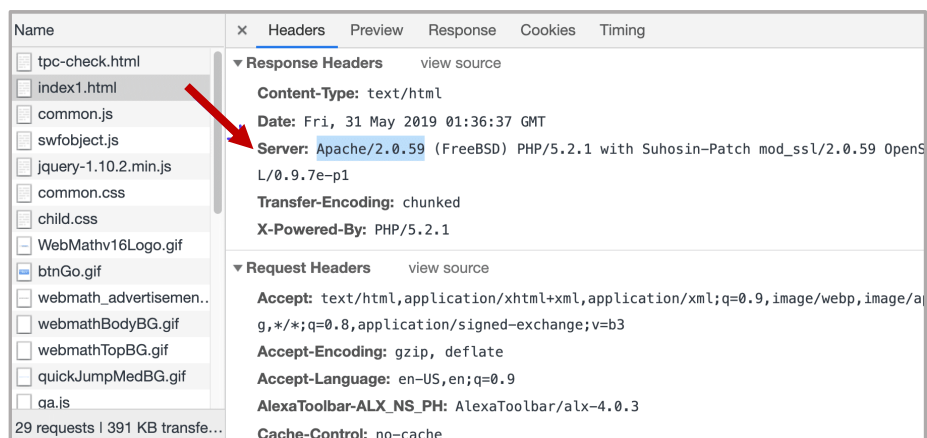 Name
tpc-check.html
index1.html
common.js
swfobject.js
jquery-1.10.2.min.js
common.css
child.css
WebMathv16Logo.gif
btnGo.gif
webmath_advertisemen..
webmathBodyBG.gif
webmathTopBG.gif
quickJumpMedBG.gif
ga.js
29 requests | 391 KB transfe...
× Headers Preview Response Cookies Timing
▼ Response Headers view source
Content-Type: text/html
Date: Fri, 31 May 2019 01:36:37 GMT
Server: Apache/2.0.59 (FreeBSD) PHP/5.2.1 with Suhosin-Patch mod_ssl/2.0.59 OpenS
L/0.9.7e-p1
Transfer-Encoding: chunked
X-Powered-By: PHP/5.2.1
▼ Request Headers view source
Accept: text/html,application/xhtml+xml,application/xml;q=0.9,image/webp,image/ap
g,*/*;q=0.8,application/signed-exchange;v=b3
Accept-Encoding: gzip, deflate
Accept-Language: en-US,en;q=0.9
AlexaToolbar-ALX_NS_PH: AlexaToolbar/alx-4.0.3
Cache-Control: no-cache